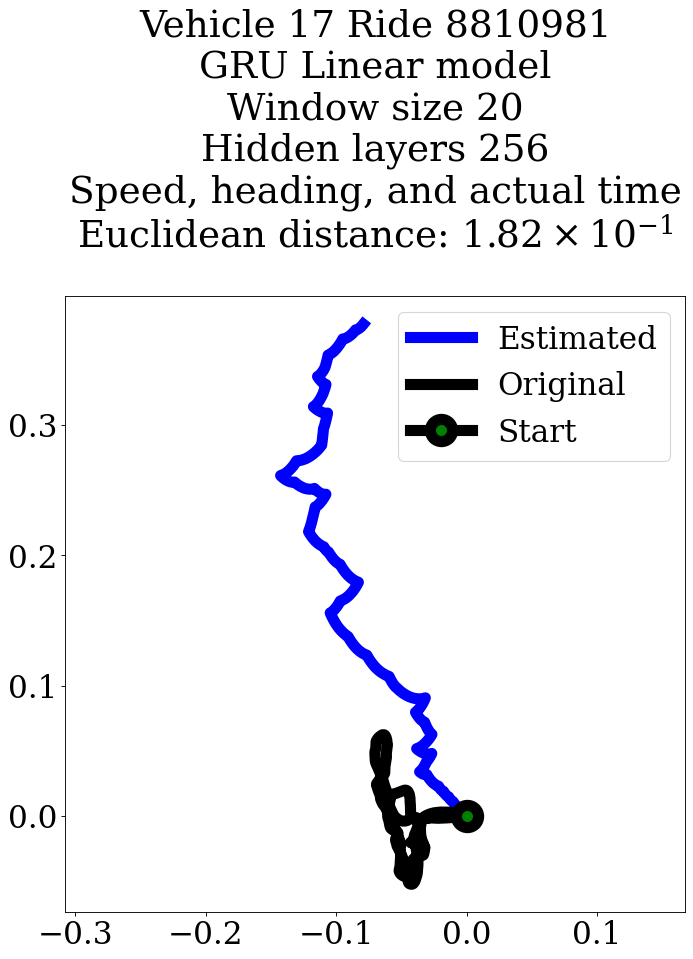 Vehicle 17 Ride 8810981
GRU Linear model
Window size 20
Hidden layers 256
Speed, heading, and actual time
Euclidean distance: 1.82 × 10⁻¹
Estimated
Original
Start
0.3
0.2
0.1
0.0
−0.3 −0.2 −0.1 0.0 0.1